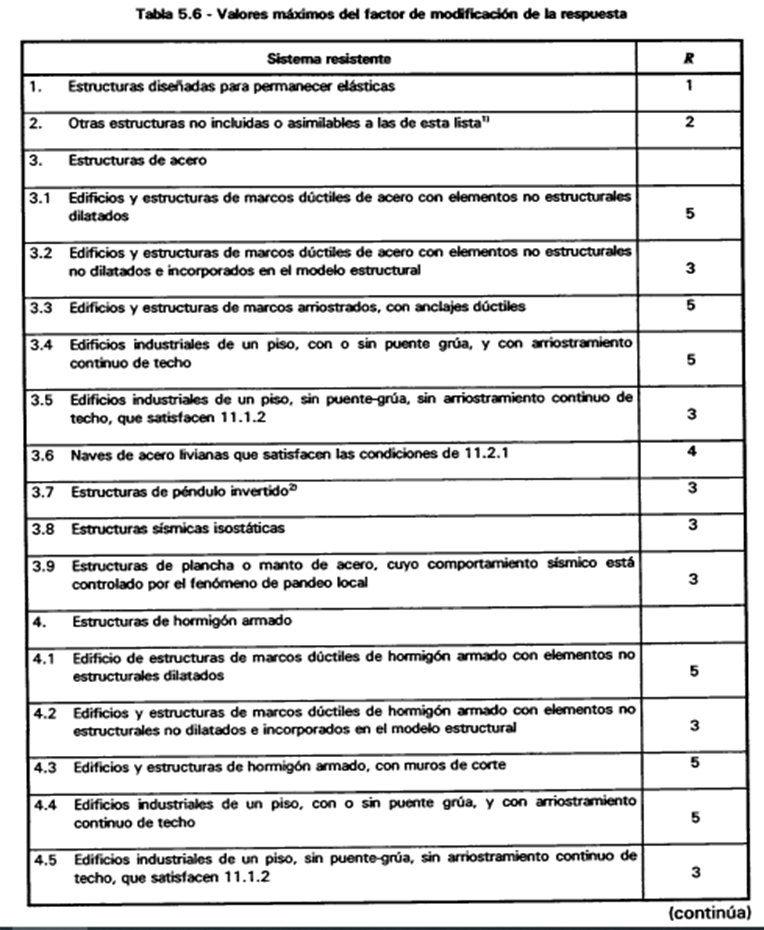 Tabla 5.6 - Valores máximos del factor de modificación de la respuesta
Sistema resistente R
1. Estructuras diseñadas para permanecer elásticas 1
2. Otras estructuras no incluidas o asimilables a las de esta lista¹⁾ 2
3. Estructuras de acero
3.1 Edificios y estructuras de marcos dúctiles de acero con elementos no estructurales
dilatados 5
3.2 Edificios y estructuras de marcos dúctiles de acero con elementos no estructurales
no dilatados e incorporados en el modelo estructural 3
3.3 Edificios y estructuras de marcos arriostrados, con anclajes dúctiles 5
3.4 Edificios industriales de un piso, con o sin puente grúa, y con arriostramiento
continuo de techo 5
3.5 Edificios industriales de un piso, sin puente-grúa, sin arriostramiento continuo de
techo, que satisfacen 11.1.2 3
3.6 Naves de acero livianas que satisfacen las condiciones de 11.2.1 4
3.7 Estructuras de péndulo invertido²⁾ 3
3.8 Estructuras sísmicas isostáticas 3
3.9 Estructuras de plancha o manto de acero, cuyo comportamiento sísmico está
controlado por el fenómeno de pandeo local 3
4. Estructuras de hormigón armado
4.1 Edificio de estructuras de marcos dúctiles de hormigón armado con elementos no
estructurales dilatados 5
4.2 Edificios y estructuras de marcos dúctiles de hormigón armado con elementos no
estructurales no dilatados e incorporados en el modelo estructural 3
4.3 Edificios y estructuras de hormigón armado, con muros de corte 5
4.4 Edificios industriales de un piso, con o sin puente grúa, y con arriostramiento
continuo de techo 5
4.5 Edificios industriales de un piso, sin puente-grúa, sin arriostramiento continuo de
techo, que satisfacen 11.1.2 3
(continúa)